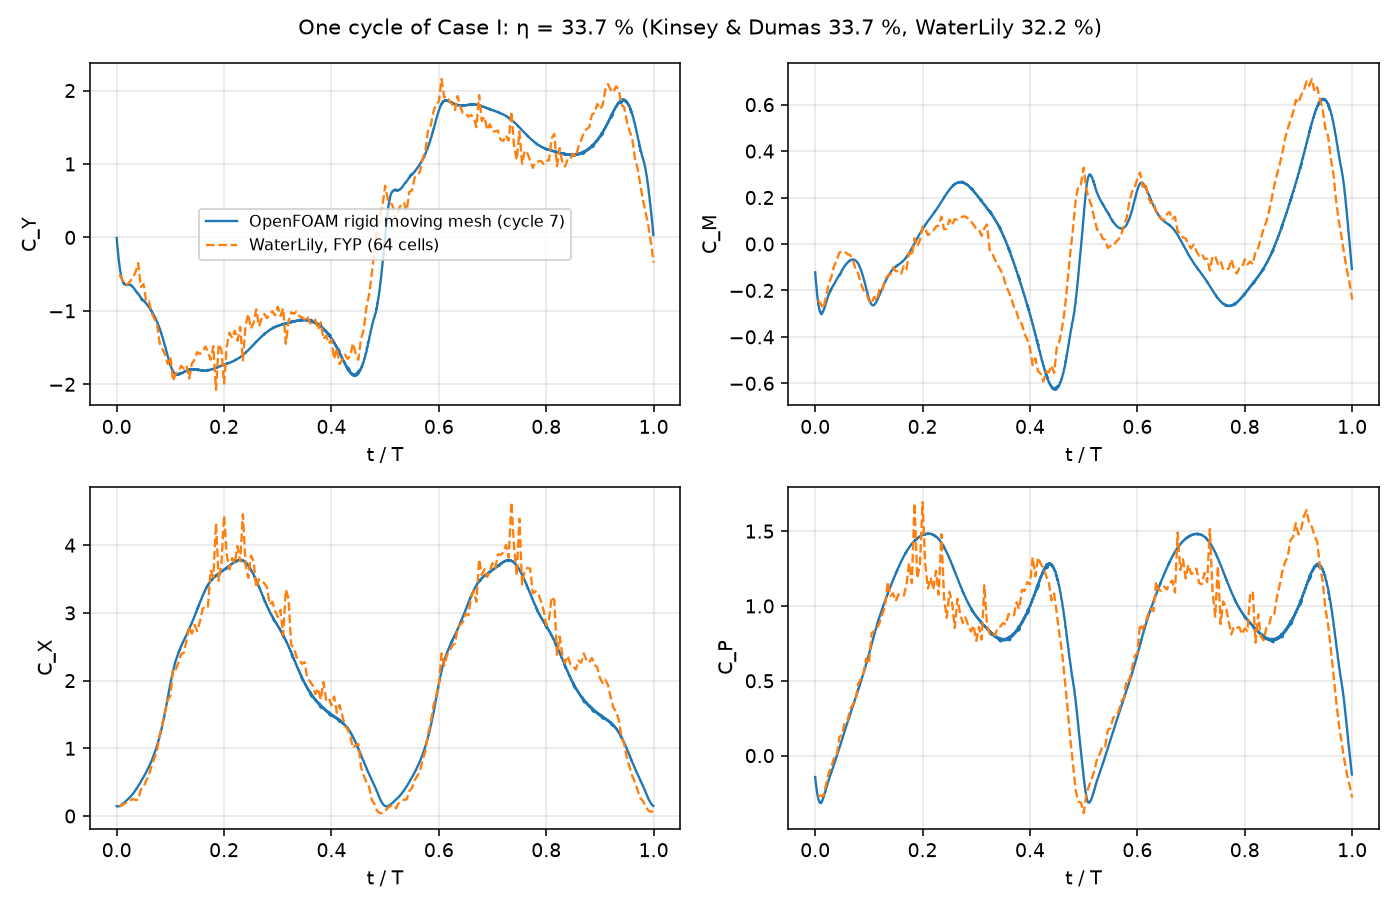 One cycle of Case I: η = 33.7 % (Kinsey & Dumas 33.7 %, WaterLily 32.2 %)
C_Y
2
1
0
−1
−2
0.0 0.2 0.4 0.6 0.8 1.0
t / T
OpenFOAM rigid moving mesh (cycle 7)
WaterLily, FYP (64 cells)
C_M
0.6
0.4
0.2
0.0
−0.2
−0.4
−0.6
0.0 0.2 0.4 0.6 0.8 1.0
t / T
C_X
4
3
2
1
0
0.0 0.2 0.4 0.6 0.8 1.0
t / T
C_P
1.5
1.0
0.5
0.0
0.0 0.2 0.4 0.6 0.8 1.0
t / T